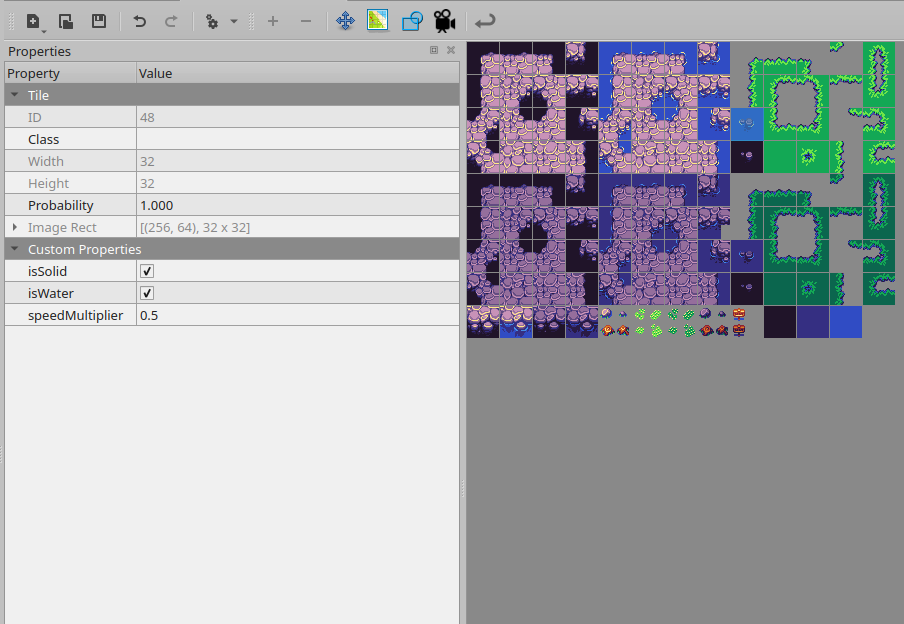 Properties
Property Value
Tile
ID 48
Class
Width 32
Height 32
Probability 1.000
Image Rect [(256, 64), 32 x 32]
Custom Properties
isSolid
isWater
speedMultiplier 0.5